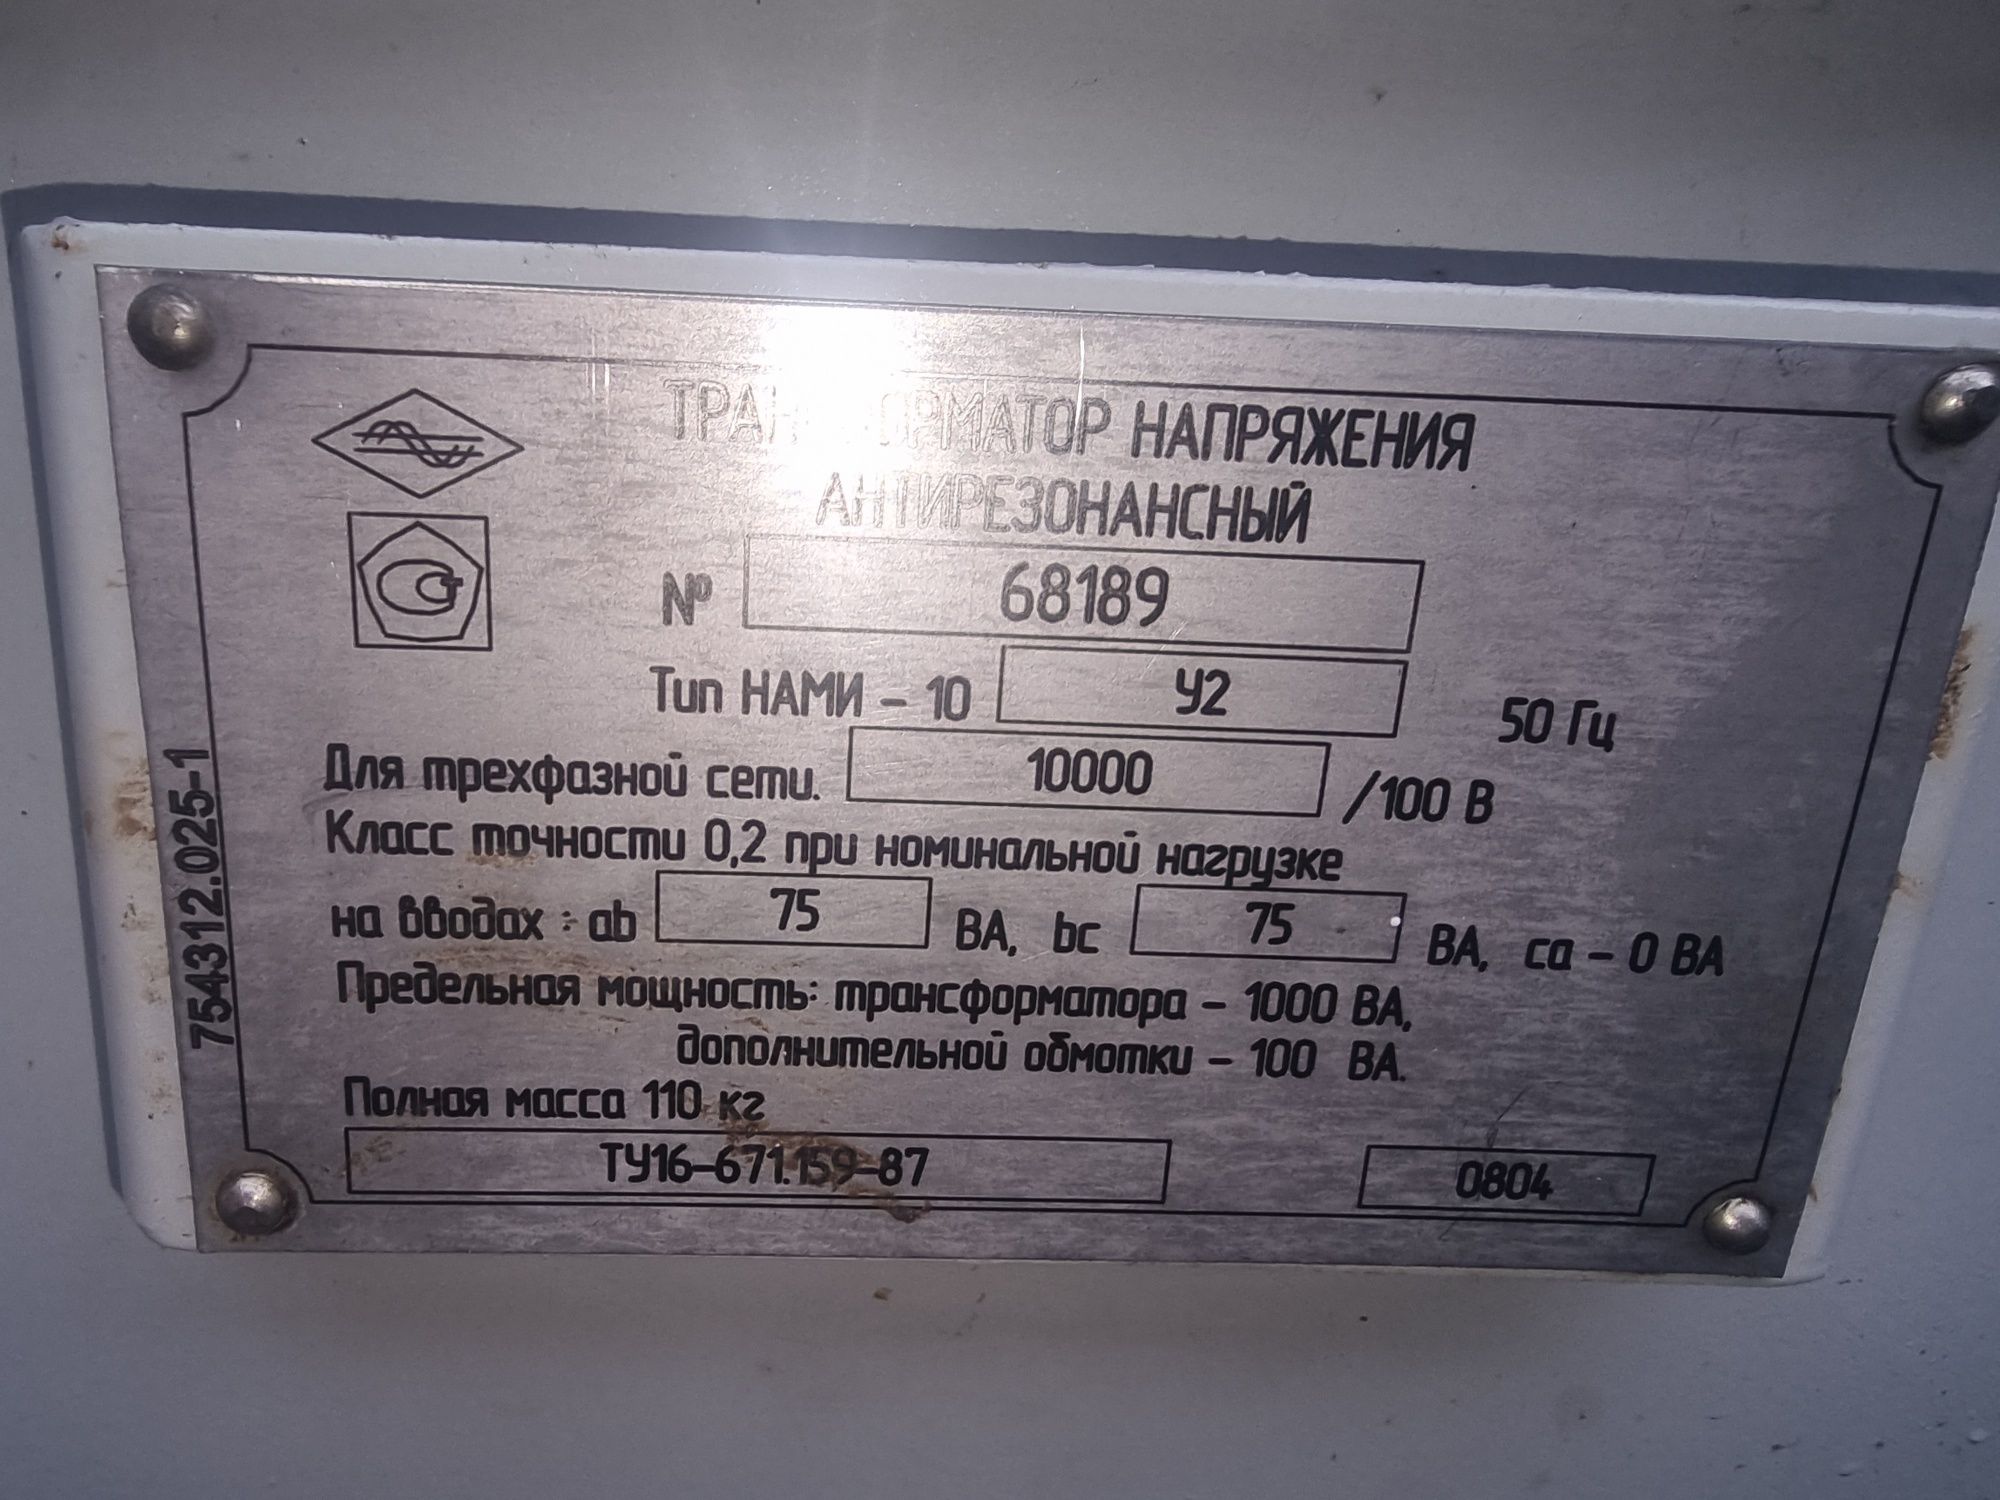 ТРАНСФОРМАТОР НАПРЯЖЕНИЯ
АНТИРЕЗОНАНСНЫЙ
№ 68189
Тип НАМИ - 10 У2 50 Гц
Для трехфазной сети. 10000 /100 В
Класс точности 0,2 при номинальной нагрузке
на вводах : ab 75 ВА, bc 75 ВА, ca - 0 ВА
Предельная мощность: трансформатора - 1000 ВА,
дополнительной обмотки - 100 ВА.
Полная масса 110 кг
ТУ16-671.159-87 0804
754312.025-1